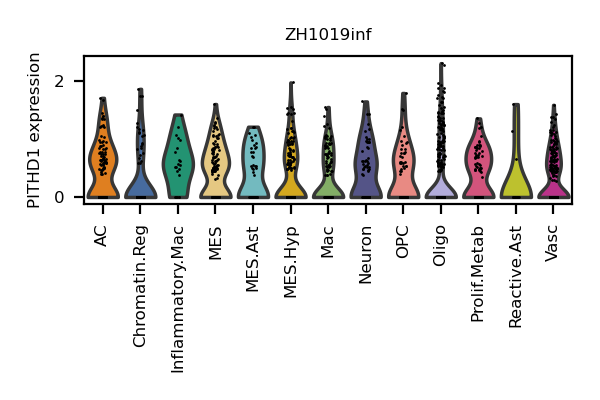 ZH1019inf
PITHD1 expression
2
0
AC
Chromatin.Reg
Inflammatory.Mac
MES
MES.Ast
MES.Hyp
Mac
Neuron
OPC
Oligo
Prolif.Metab
Reactive.Ast
Vasc